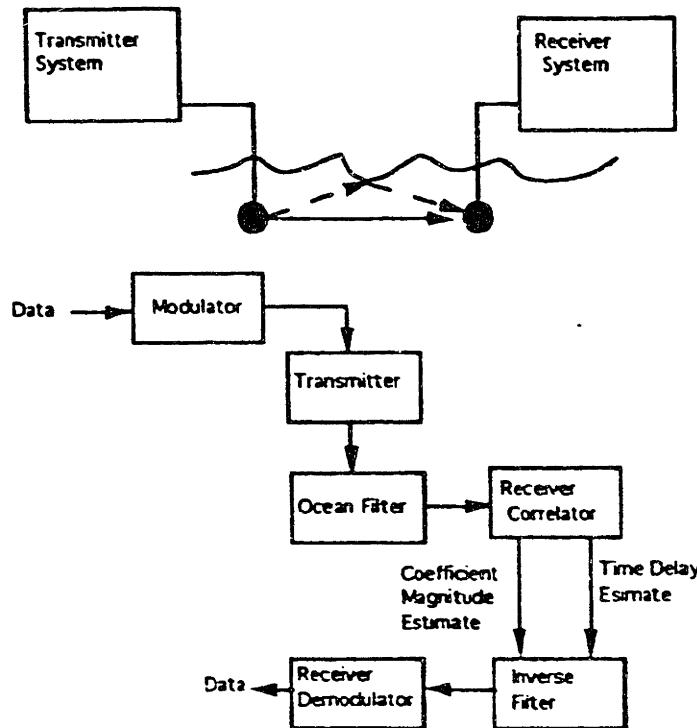 Transmitter
System
Receiver
System
Data
Modulator
Transmitter
Ocean Filter
Receiver
Correlator
Coefficient
Magnitude
Estimate
Time Delay
Esimate
Data
Receiver
Demodulator
Inverse
Filter